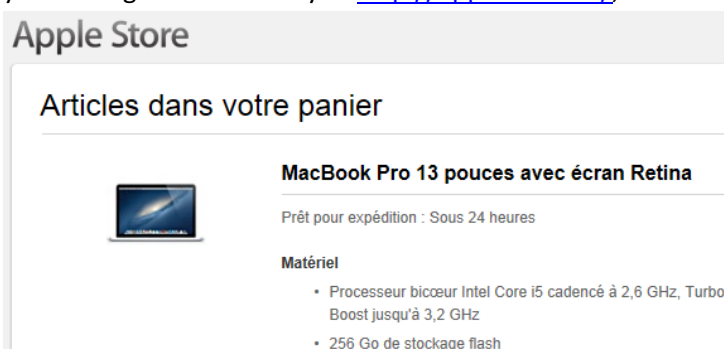 Apple Store
Articles dans votre panier
MacBook Pro 13 pouces avec écran Retina
Prêt pour expédition : Sous 24 heures
Matériel
• Processeur bicœur Intel Core i5 cadencé à 2,6 GHz, Turbo
Boost jusqu'à 3,2 GHz
• 256 Go de stockage flash